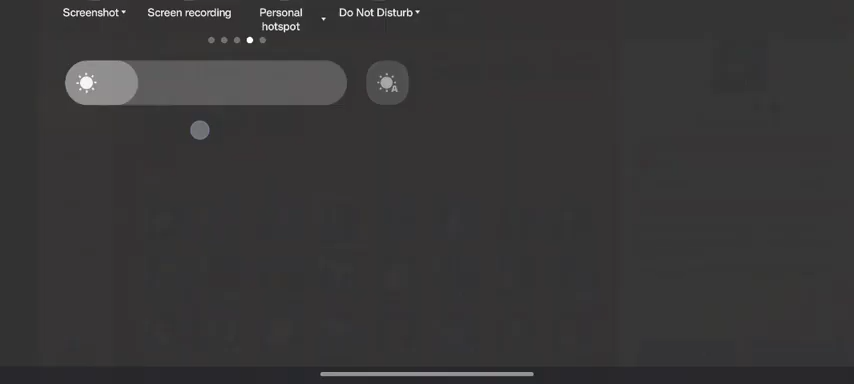 Screenshot
Screen recording
Personal
hotspot
Do Not Disturb
A